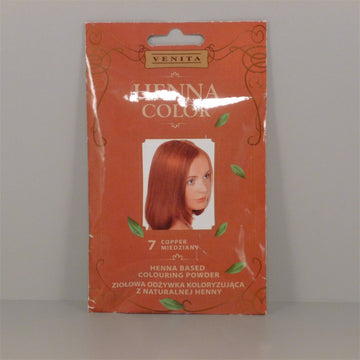 VENITA
HENNA
COLOR
7 COPPER
MIEDZIANY
HENNA BASED
COLOURING POWDER
ZIOŁOWA ODŻYWKA KOLORYZUJĄCA
Z NATURALNEJ HENNY